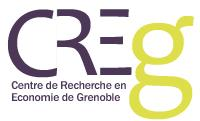 CREg
Centre de Recherche en
Economie de Grenoble